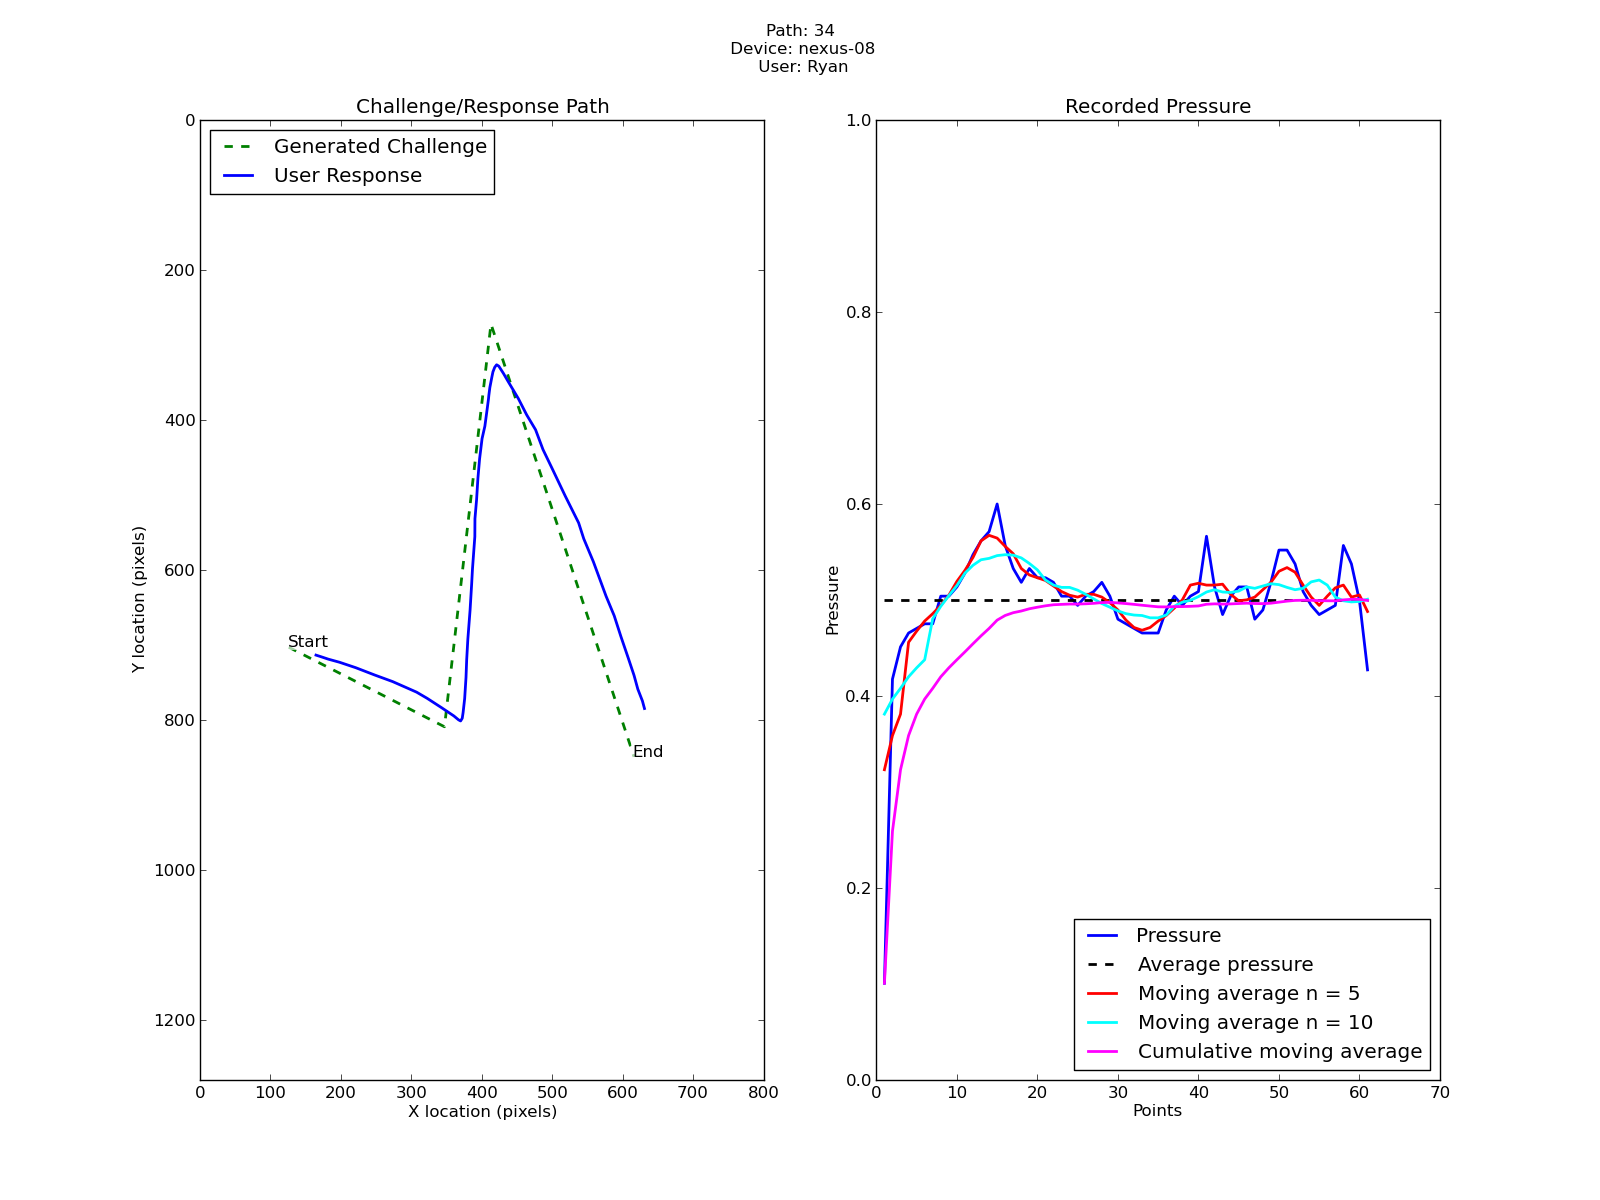 Path: 34
Device: nexus-08
User: Ryan
Challenge/Response Path
Generated Challenge
User Response
Start
End
0
200
400
600
800
1000
1200
Y location (pixels)
0 100 200 300 400 500 600 700 800
X location (pixels)
Recorded Pressure
1.0
0.8
0.6
0.4
0.2
0.0
Pressure
Pressure
Average pressure
Moving average n = 5
Moving average n = 10
Cumulative moving average
0 10 20 30 40 50 60 70
Points